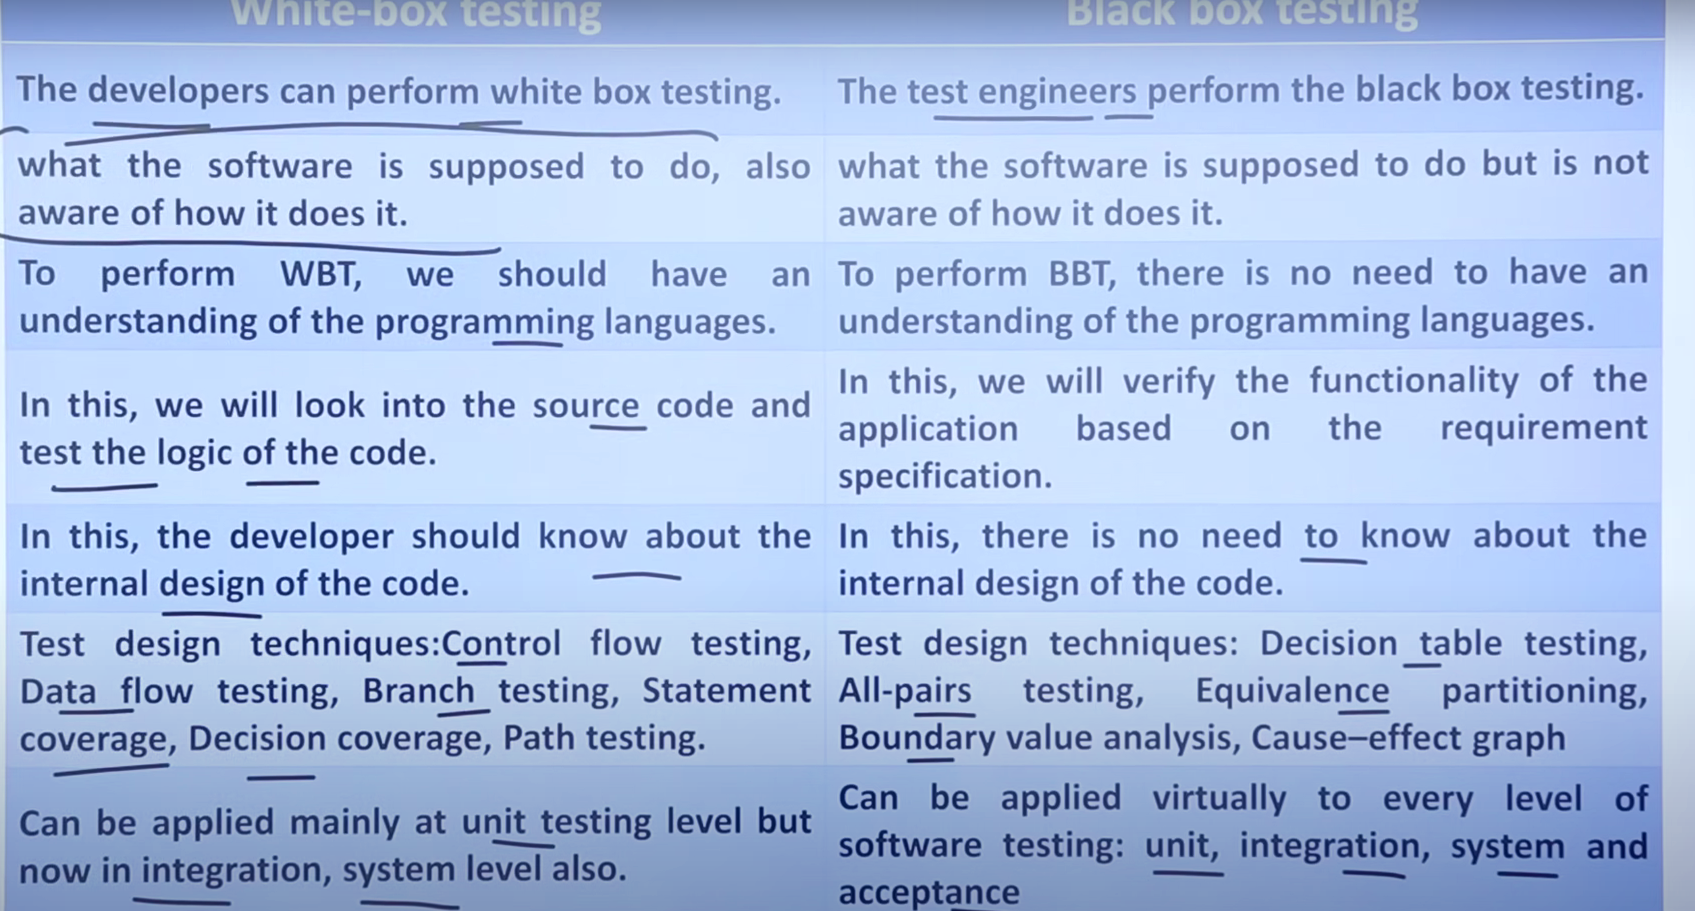 White-box testing
Black box testing
The developers can perform white box testing.
The test engineers perform the black box testing.
what the software is supposed to do, also
aware of how it does it.
what the software is supposed to do but is not
aware of how it does it.
To perform WBT, we should have an
understanding of the programming languages.
To perform BBT, there is no need to have an
understanding of the programming languages.
In this, we will look into the source code and
test the logic of the code.
In this, we will verify the functionality of the
application based on the requirement
specification.
In this, the developer should know about the
internal design of the code.
In this, there is no need to know about the
internal design of the code.
Test design techniques:Control flow testing,
Data flow testing, Branch testing, Statement
coverage, Decision coverage, Path testing.
Test design techniques: Decision table testing,
All-pairs testing, Equivalence partitioning,
Boundary value analysis, Cause–effect graph
Can be applied mainly at unit testing level but
now in integration, system level also.
Can be applied virtually to every level of
software testing: unit, integration, system and
acceptance